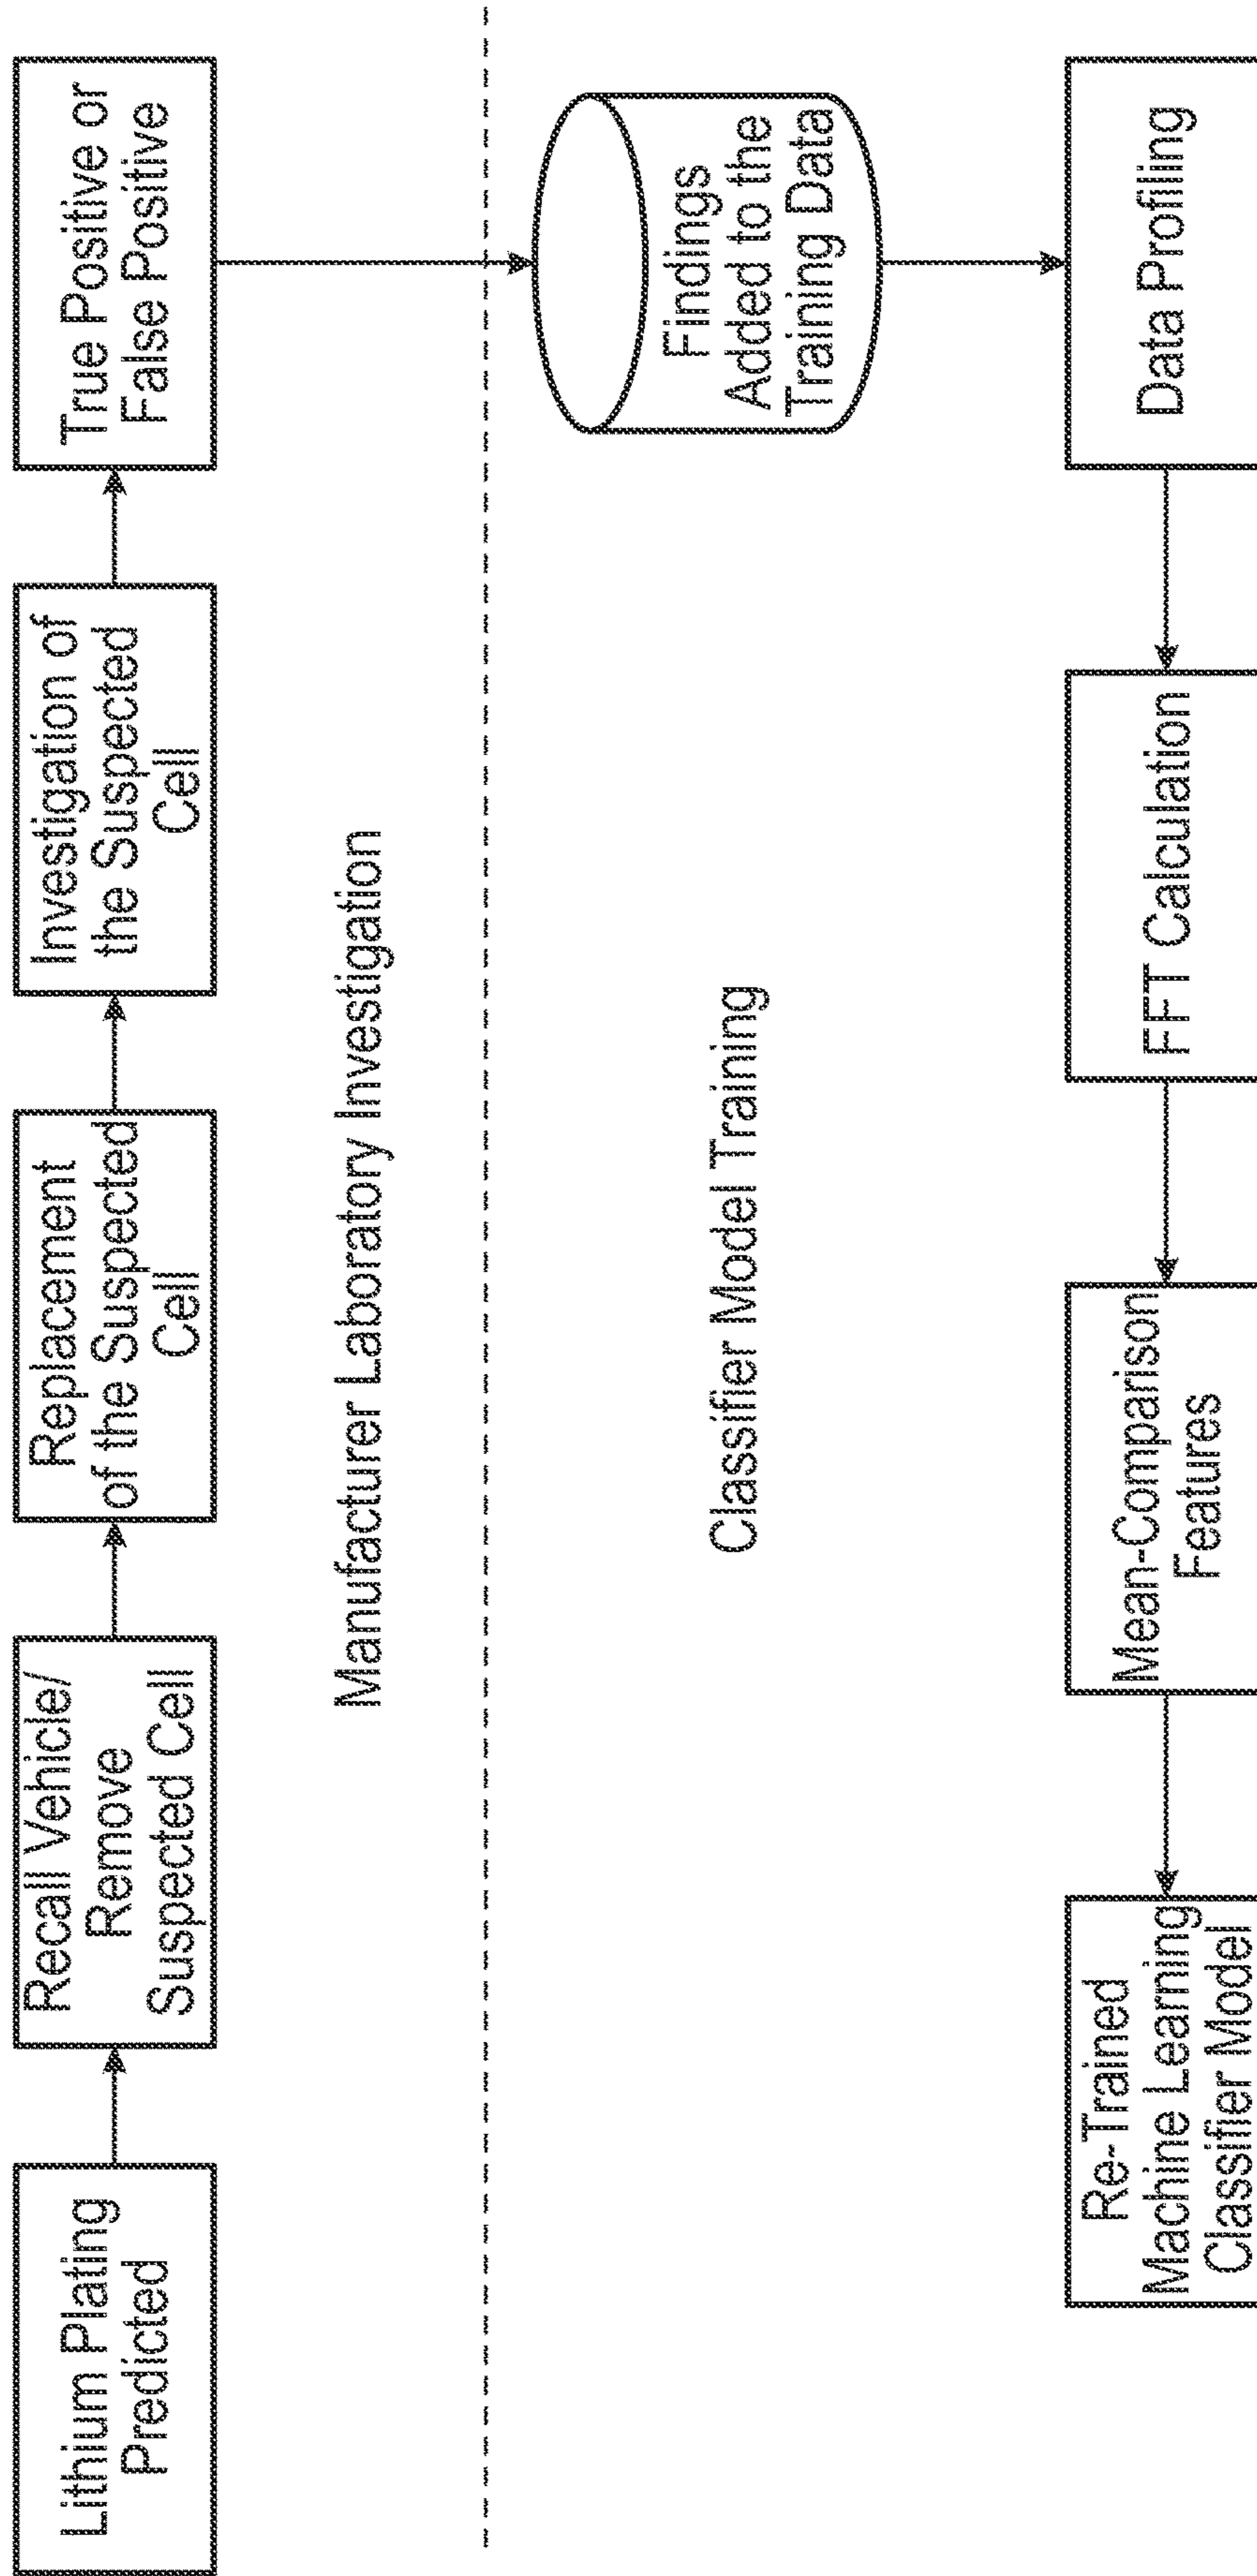 Lithium Plating
Predicted
Recall Vehicle/
Remove
Suspected Cell
Replacement
of the Suspected
Cell
Investigation of
the Suspected
Cell
True Positive or
False Positive
Manufacturer Laboratory Investigation
Classifier Model Training
Findings
Added to the
Training Data
Data Profiling
FFT Calculation
Mean-Comparison
Features
Re-Trained
Machine Learning
Classifier Model